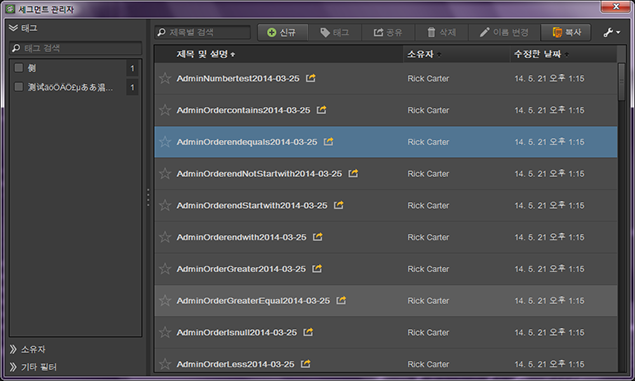 세그먼트 관리자
태그
태그 검색
側 1
測试äöÖÄÖ£µああ温... 1
소유자
기타 필터
제목별 검색 신규 태그 공유 삭제 이름 변경 복사
제목 및 설명 소유자 수정한 날짜
AdminNumbertest2014-03-25 Rick Carter 14. 5. 21 오후 1:15
AdminOrdercontains2014-03-25 Rick Carter 14. 5. 21 오후 1:15
AdminOrderendequals2014-03-25 Rick Carter 14. 5. 21 오후 1:15
AdminOrderendNotStartwith2014-03-25 Rick Carter 14. 5. 21 오후 1:15
AdminOrderendStartwith2014-03-25 Rick Carter 14. 5. 21 오후 1:15
AdminOrderendwith2014-03-25 Rick Carter 14. 5. 21 오후 1:15
AdminOrderGreater2014-03-25 Rick Carter 14. 5. 21 오후 1:15
AdminOrderGreaterEqual2014-03-25 Rick Carter 14. 5. 21 오후 1:15
AdminOrderIsnull2014-03-25 Rick Carter 14. 5. 21 오후 1:15
AdminOrderLess2014-03-25 Rick Carter 14. 5. 21 오후 1:15